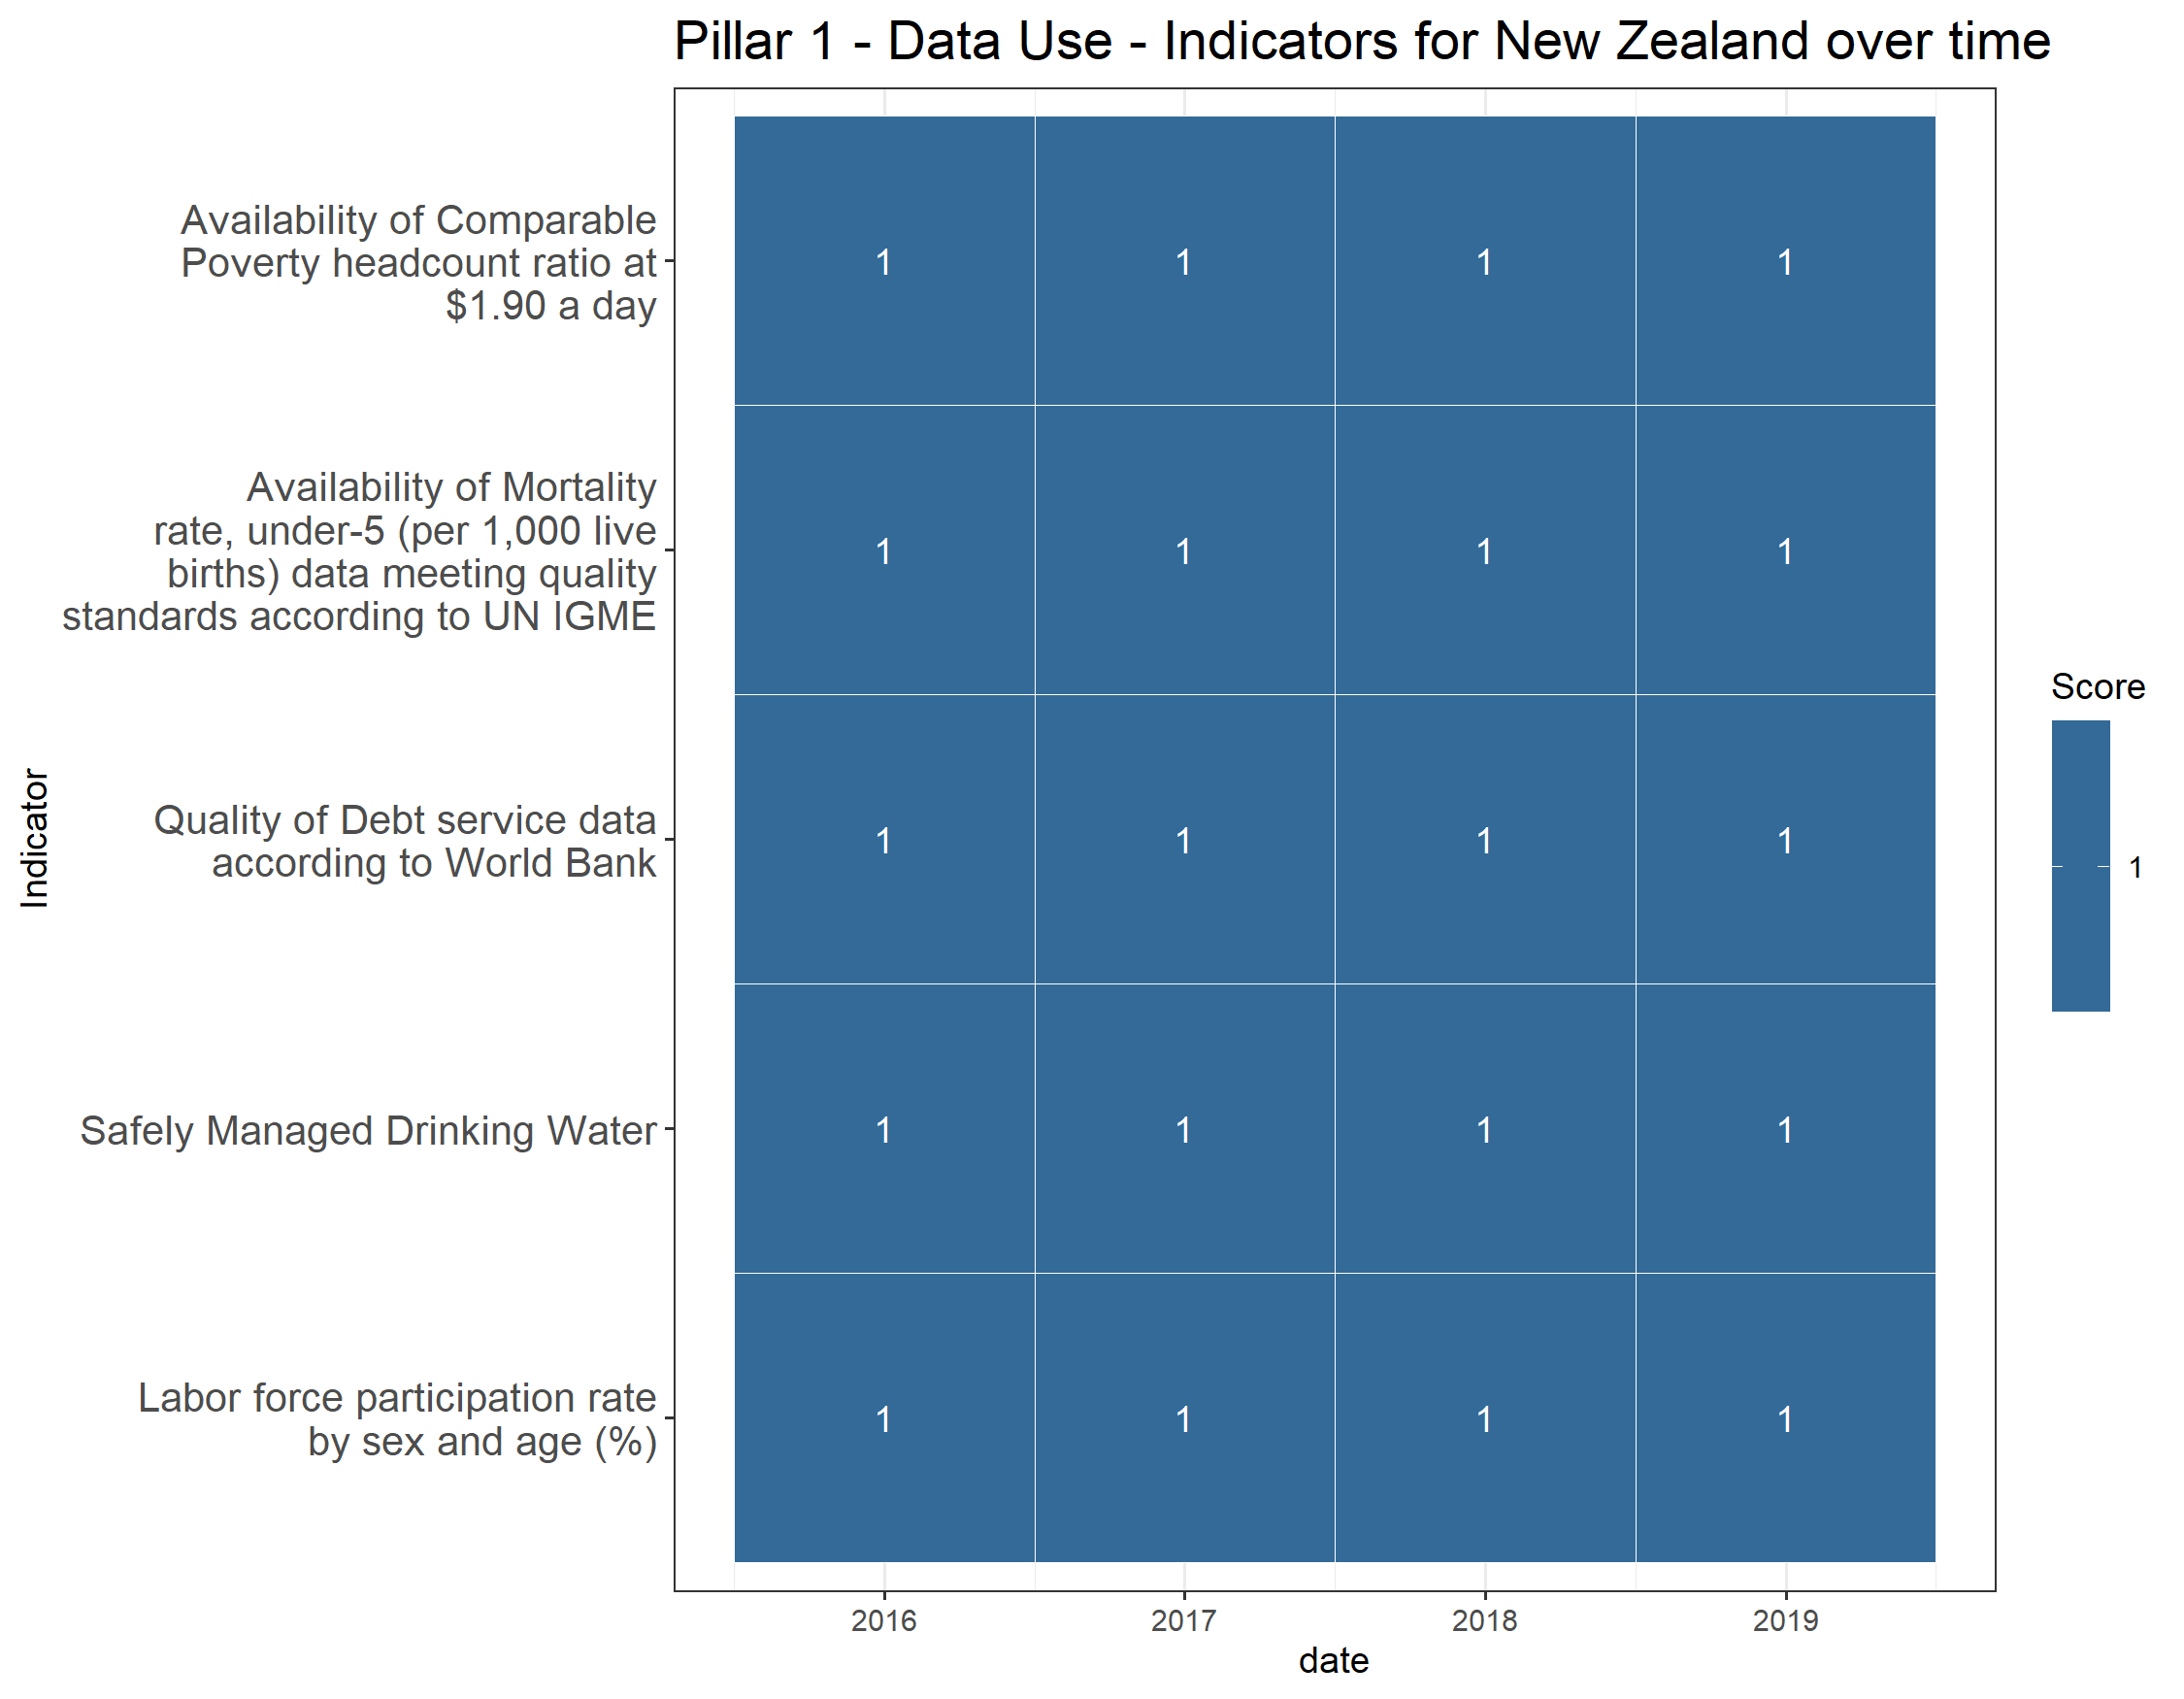 Pillar 1 - Data Use - Indicators for New Zealand over time
Indicator
Availability of Comparable
Poverty headcount ratio at
$1.90 a day
1 1 1 1
Availability of Mortality
rate, under-5 (per 1,000 live
births) data meeting quality
standards according to UN IGME
1 1 1 1
Quality of Debt service data
according to World Bank
1 1 1 1
Safely Managed Drinking Water
1 1 1 1
Labor force participation rate
by sex and age (%)
1 1 1 1
2016 2017 2018 2019
date
Score
1